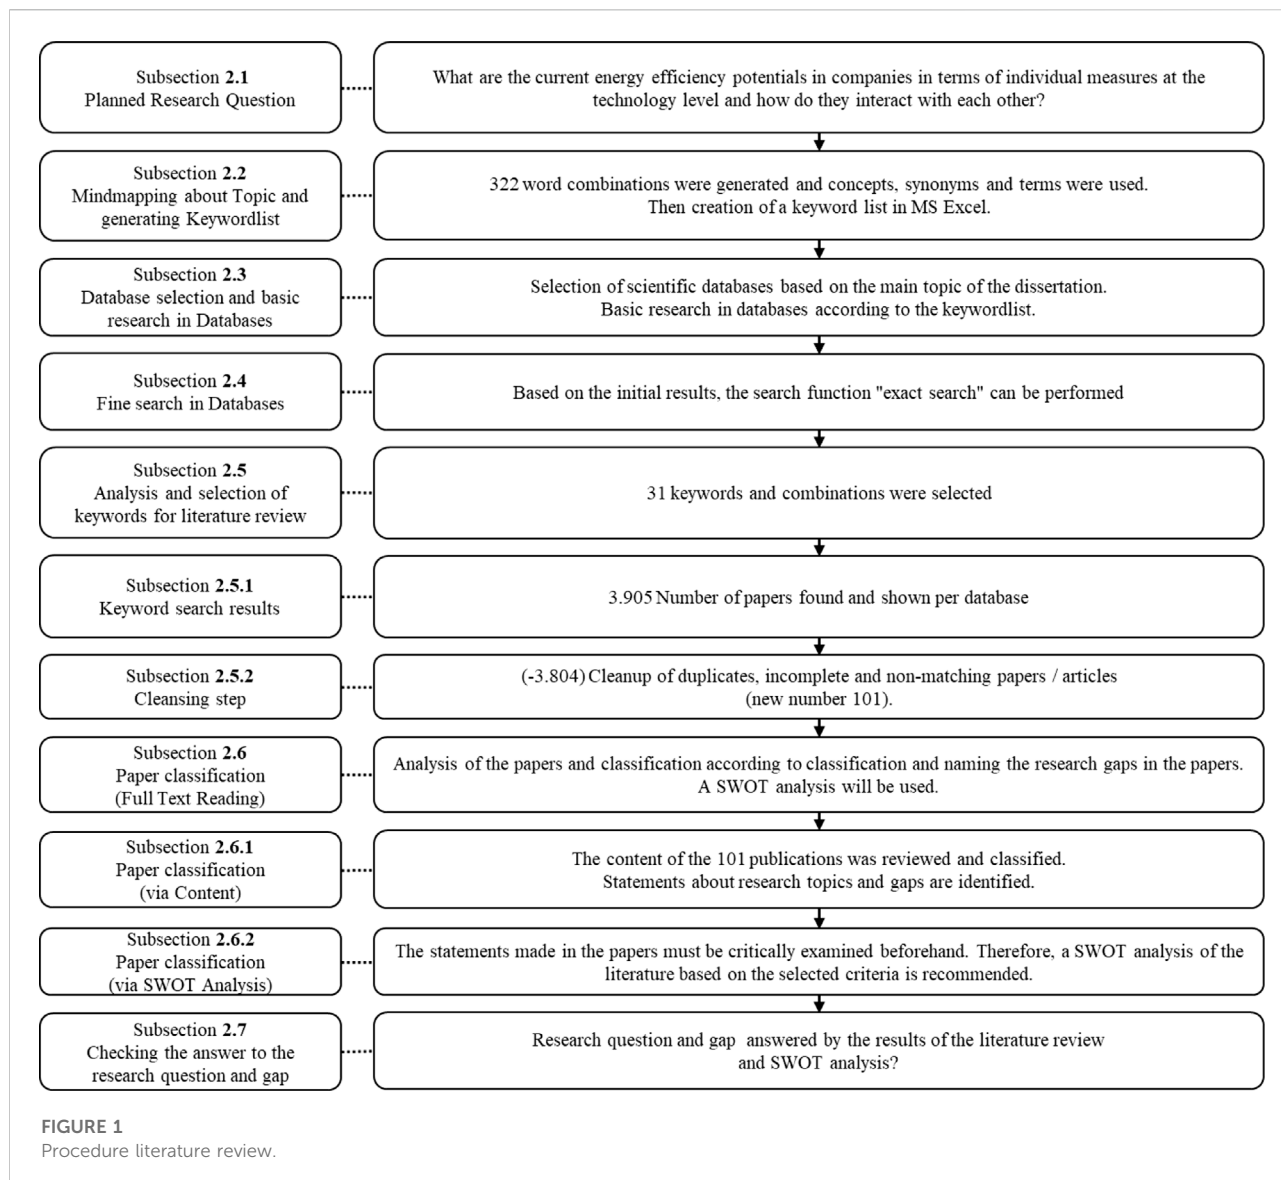 Subsection 2.1
Planned Research Question
What are the current energy efficiency potentials in companies in terms of individual measures at the
technology level and how do they interact with each other?
Subsection 2.2
Mindmapping about Topic and
generating Keywordlist
322 word combinations were generated and concepts, synonyms and terms were used.
Then creation of a keyword list in MS Excel.
Subsection 2.3
Database selection and basic
research in Databases
Selection of scientific databases based on the main topic of the dissertation.
Basic research in databases according to the keywordlist.
Subsection 2.4
Fine search in Databases
Based on the initial results, the search function "exact search" can be performed
Subsection 2.5
Analysis and selection of
keywords for literature review
31 keywords and combinations were selected
Subsection 2.5.1
Keyword search results
3.905 Number of papers found and shown per database
Subsection 2.5.2
Cleansing step
(-3.804) Cleanup of duplicates, incomplete and non-matching papers / articles
(new number 101).
Subsection 2.6
Paper classification
(Full Text Reading)
Analysis of the papers and classification according to classification and naming the research gaps in the papers.
A SWOT analysis will be used.
Subsection 2.6.1
Paper classification
(via Content)
The content of the 101 publications was reviewed and classified.
Statements about research topics and gaps are identified.
Subsection 2.6.2
Paper classification
(via SWOT Analysis)
The statements made in the papers must be critically examined beforehand. Therefore, a SWOT analysis of the
literature based on the selected criteria is recommended.
Subsection 2.7
Checking the answer to the
research question and gap
Research question and gap answered by the results of the literature review
and SWOT analysis?
FIGURE 1
Procedure literature review.